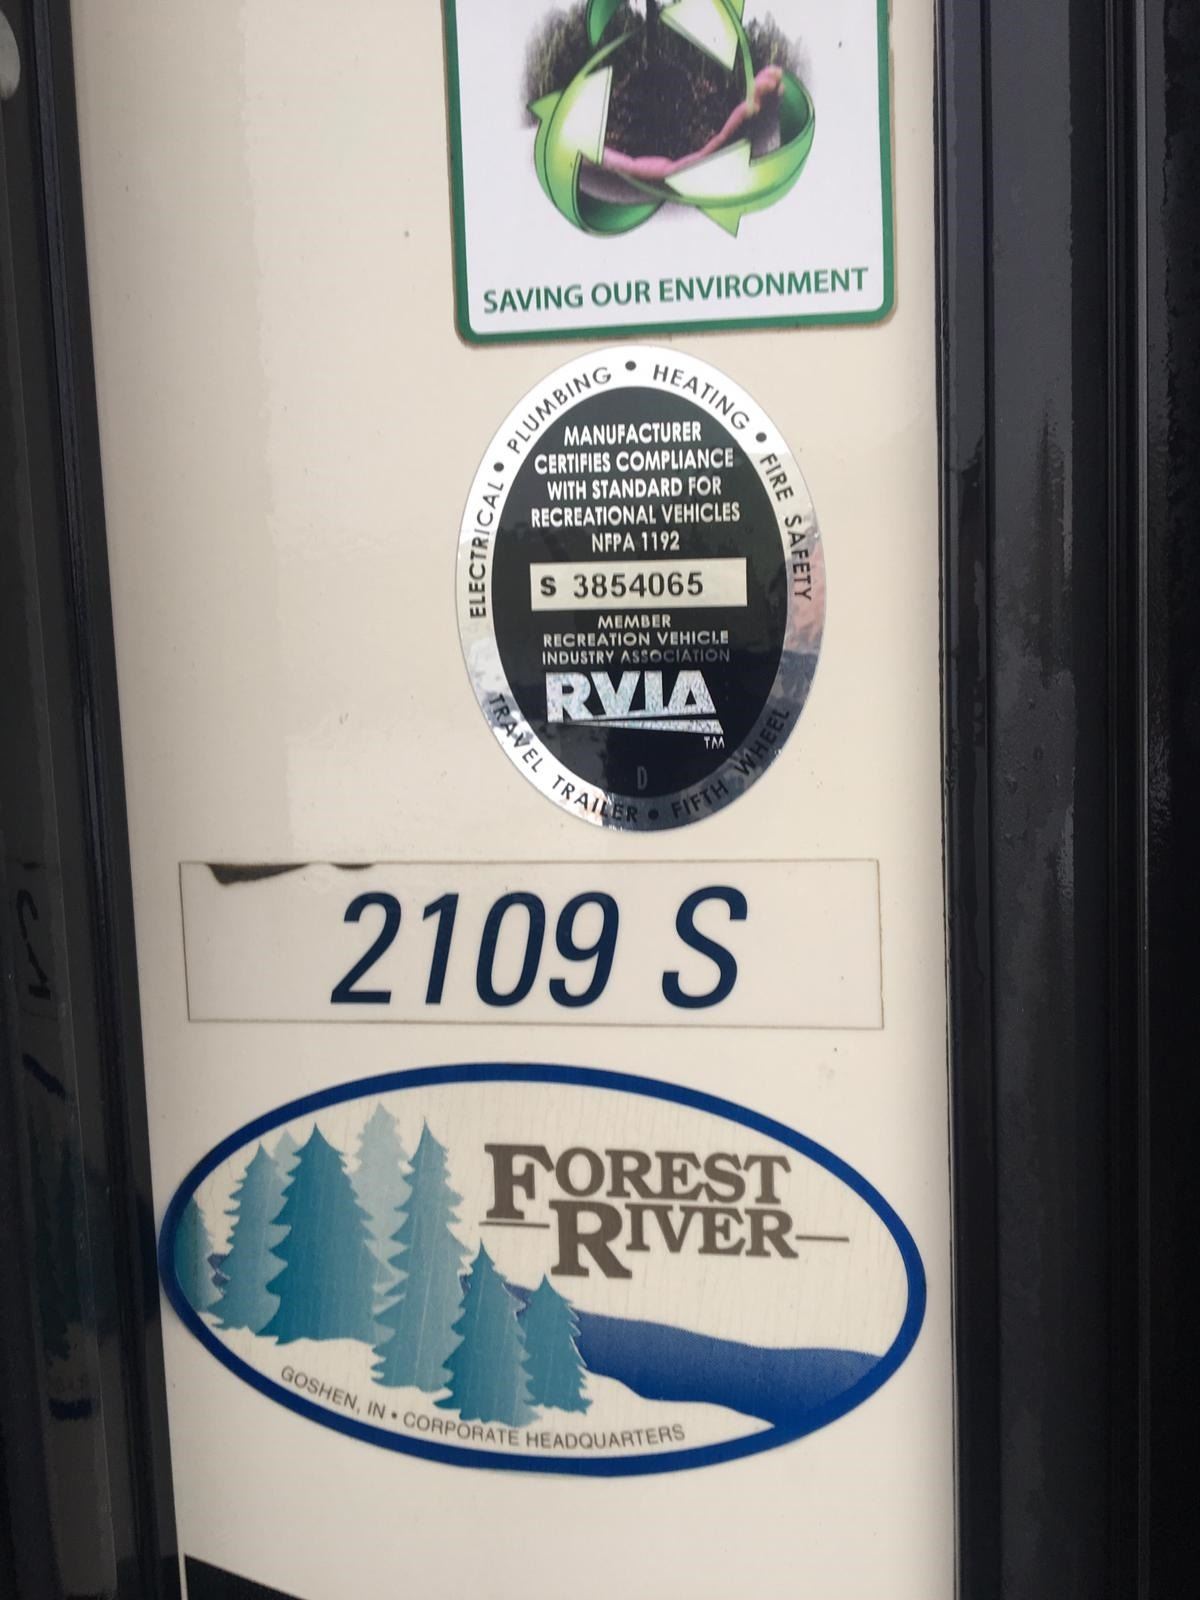 SAVING OUR ENVIRONMENT
ELECTRICAL • PLUMBING • HEATING • FIRE SAFETY
MANUFACTURER
CERTIFIES COMPLIANCE
WITH STANDARD FOR
RECREATIONAL VEHICLES
NFPA 1192
S 3854065
MEMBER
RECREATION VEHICLE
INDUSTRY ASSOCIATION
RVIA
TM
D
TRAVEL TRAILER • FIFTH WHEEL
2109 S
FOREST
RIVER
GOSHEN, IN • CORPORATE HEADQUARTERS